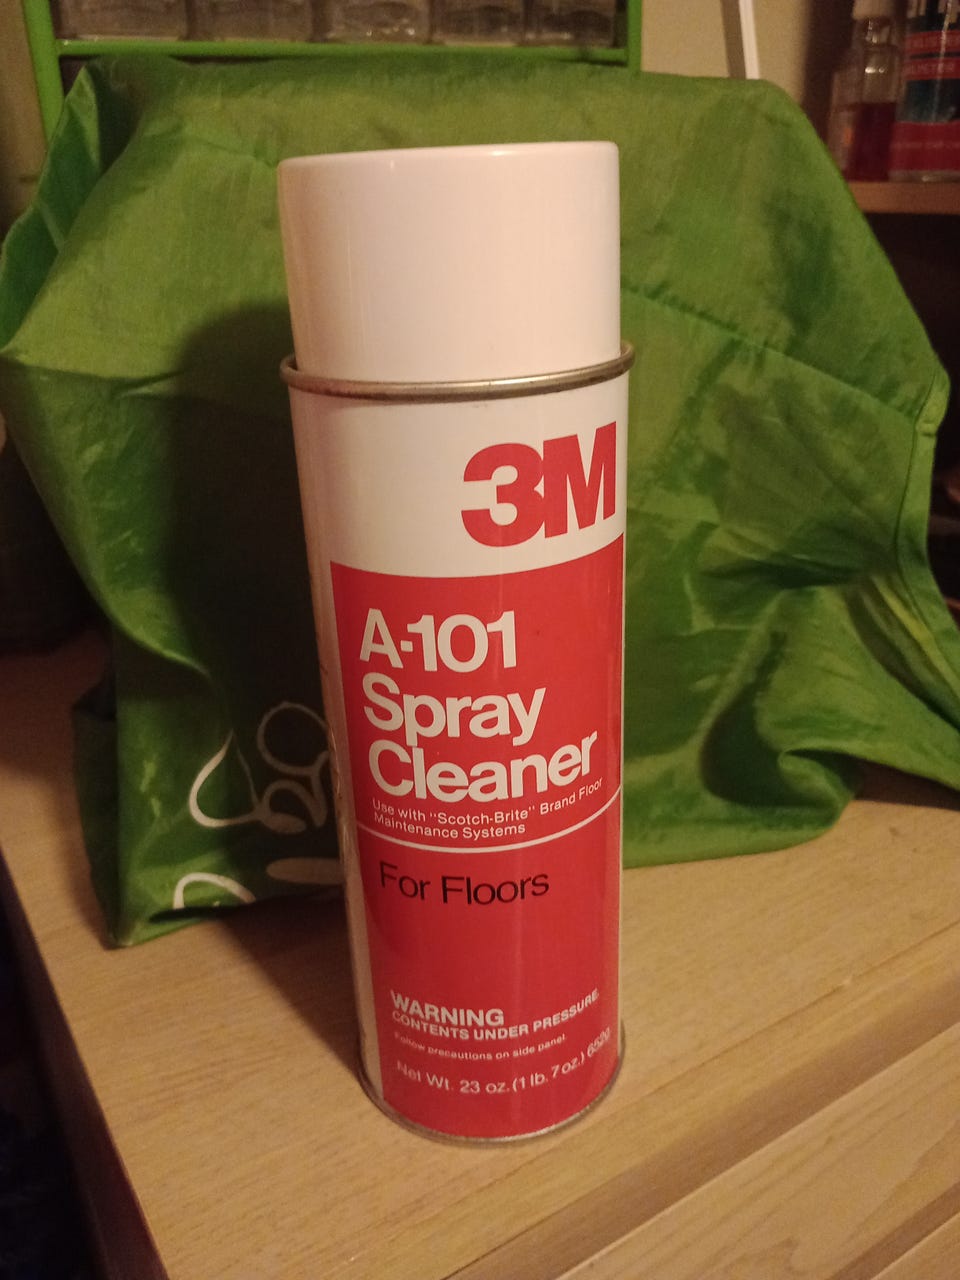 3M
A-101
Spray
Cleaner
Use with "Scotch-Brite" Brand Floor
Maintenance Systems
For Floors
WARNING
CONTENTS UNDER PRESSURE.
Follow precautions on side panel.
Net Wt. 23 oz. (1 lb. 7 oz.) 652g